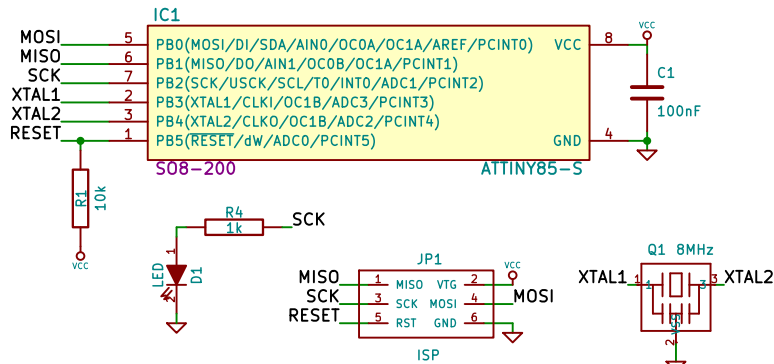 IC1
VCC
MOSI 5 PB0(MOSI/DI/SDA/AIN0/OC0A/OC1A/AREF/PCINT0) VCC 8
MISO 6 PB1(MISO/DO/AIN1/OC0B/OC1A/PCINT1)
SCK 7 PB2(SCK/USCK/SCL/T0/INT0/ADC1/PCINT2)
C1
XTAL1 2 PB3(XTAL1/CLKI/OC1B/ADC3/PCINT3)
100nF
XTAL2 3 PB4(XTAL2/CLKO/OC1B/ADC2/PCINT4)
RESET 1 PB5(RESET/dW/ADC0/PCINT5) GND 4
SO8-200 ATTINY85-S
R1
10k
VCC
R4
1k
SCK
1
LED
D1
2
JP1
VCC
MISO 1 MISO VTG 2
SCK 3 SCK MOSI 4 MOSI
RESET 5 RST GND 6
ISP
Q1 8MHz
XTAL1 1 1 3 3 XTAL2
2